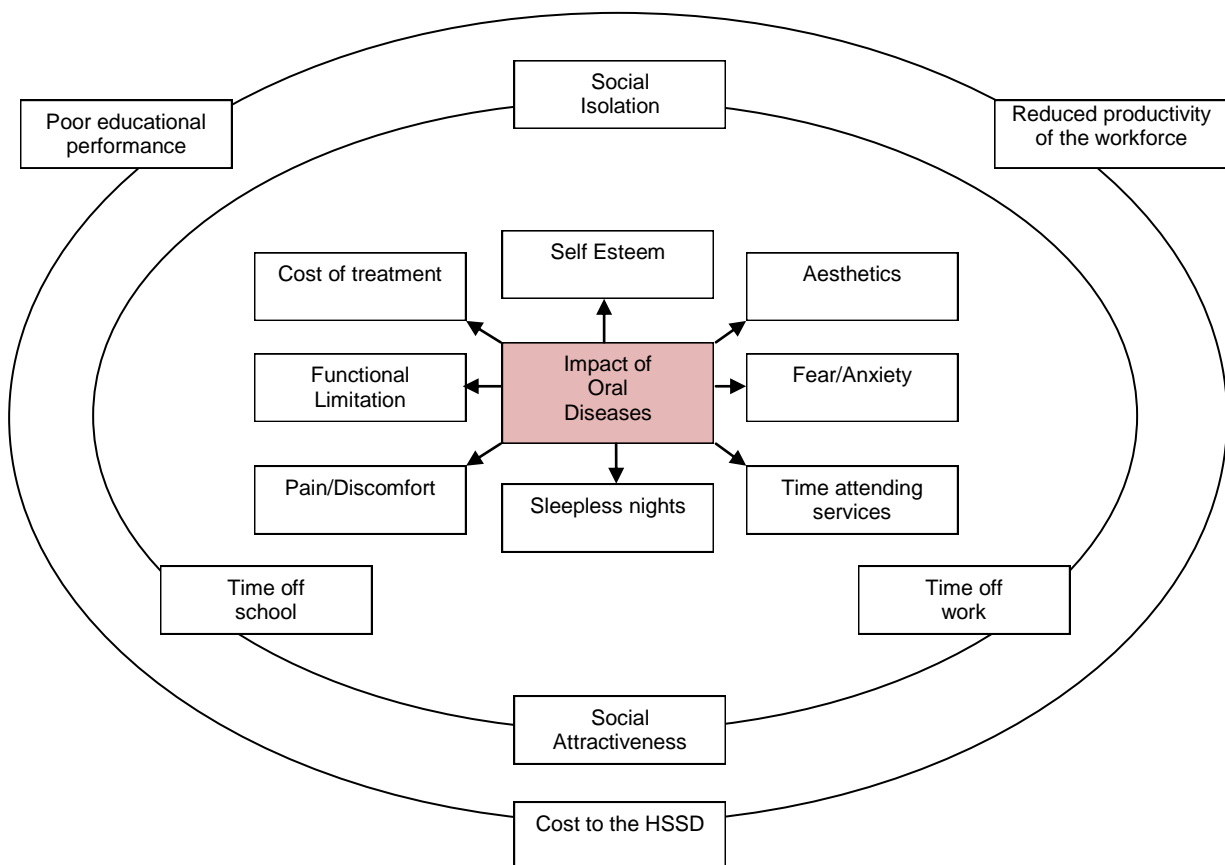 Social
Isolation
Poor educational
performance
Reduced productivity
of the workforce
Self Esteem
Cost of treatment
Aesthetics
Impact of
Oral
Diseases
Functional
Limitation
Fear/Anxiety
Pain/Discomfort
Sleepless nights
Time attending
services
Time off
school
Time off
work
Social
Attractiveness
Cost to the HSSD